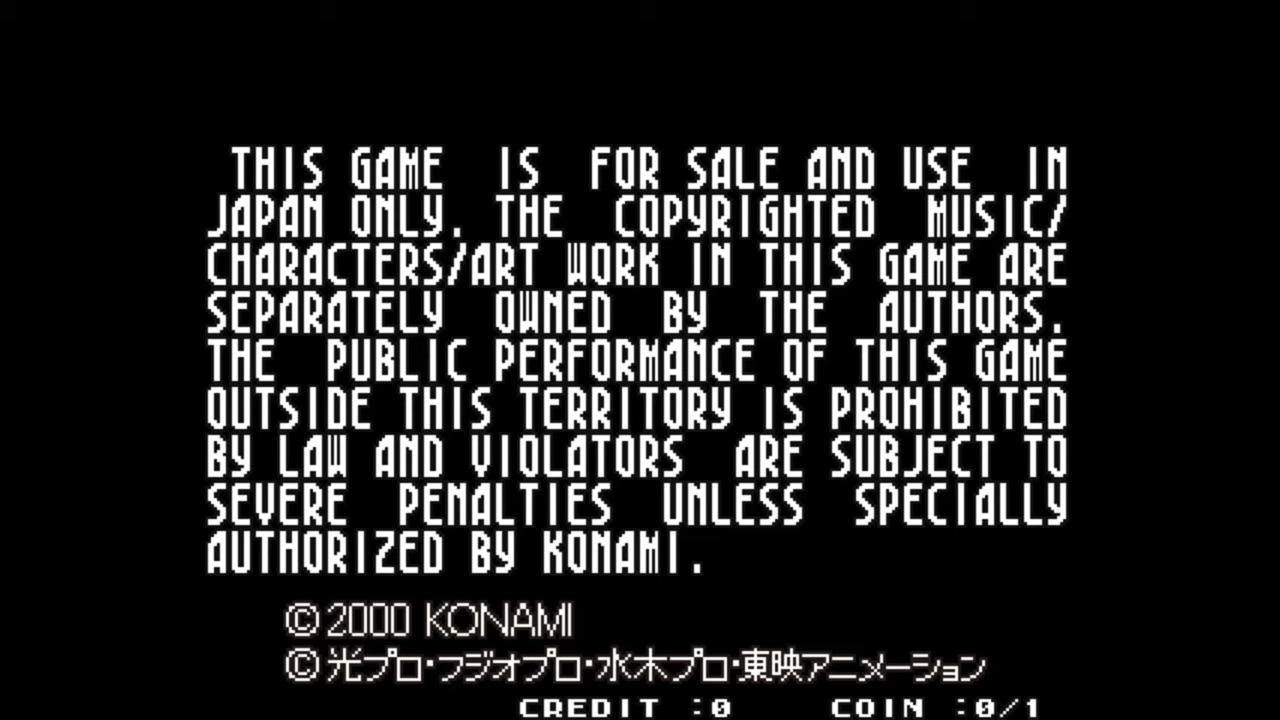 THIS GAME IS FOR SALE AND USE IN
JAPAN ONLY. THE COPYRIGHTED MUSIC/
CHARACTERS/ART WORK IN THIS GAME ARE
SEPARATELY OWNED BY THE AUTHORS.
THE PUBLIC PERFORMANCE OF THIS GAME
OUTSIDE THIS TERRITORY IS PROHIBITED
BY LAW AND VIOLATORS ARE SUBJECT TO
SEVERE PENALTIES UNLESS SPECIALLY
AUTHORIZED BY KONAMI.
©2000 KONAMI
©光プロ・フジオプロ・水木プロ・東映アニメーション
CREDIT :0 COIN :0/1